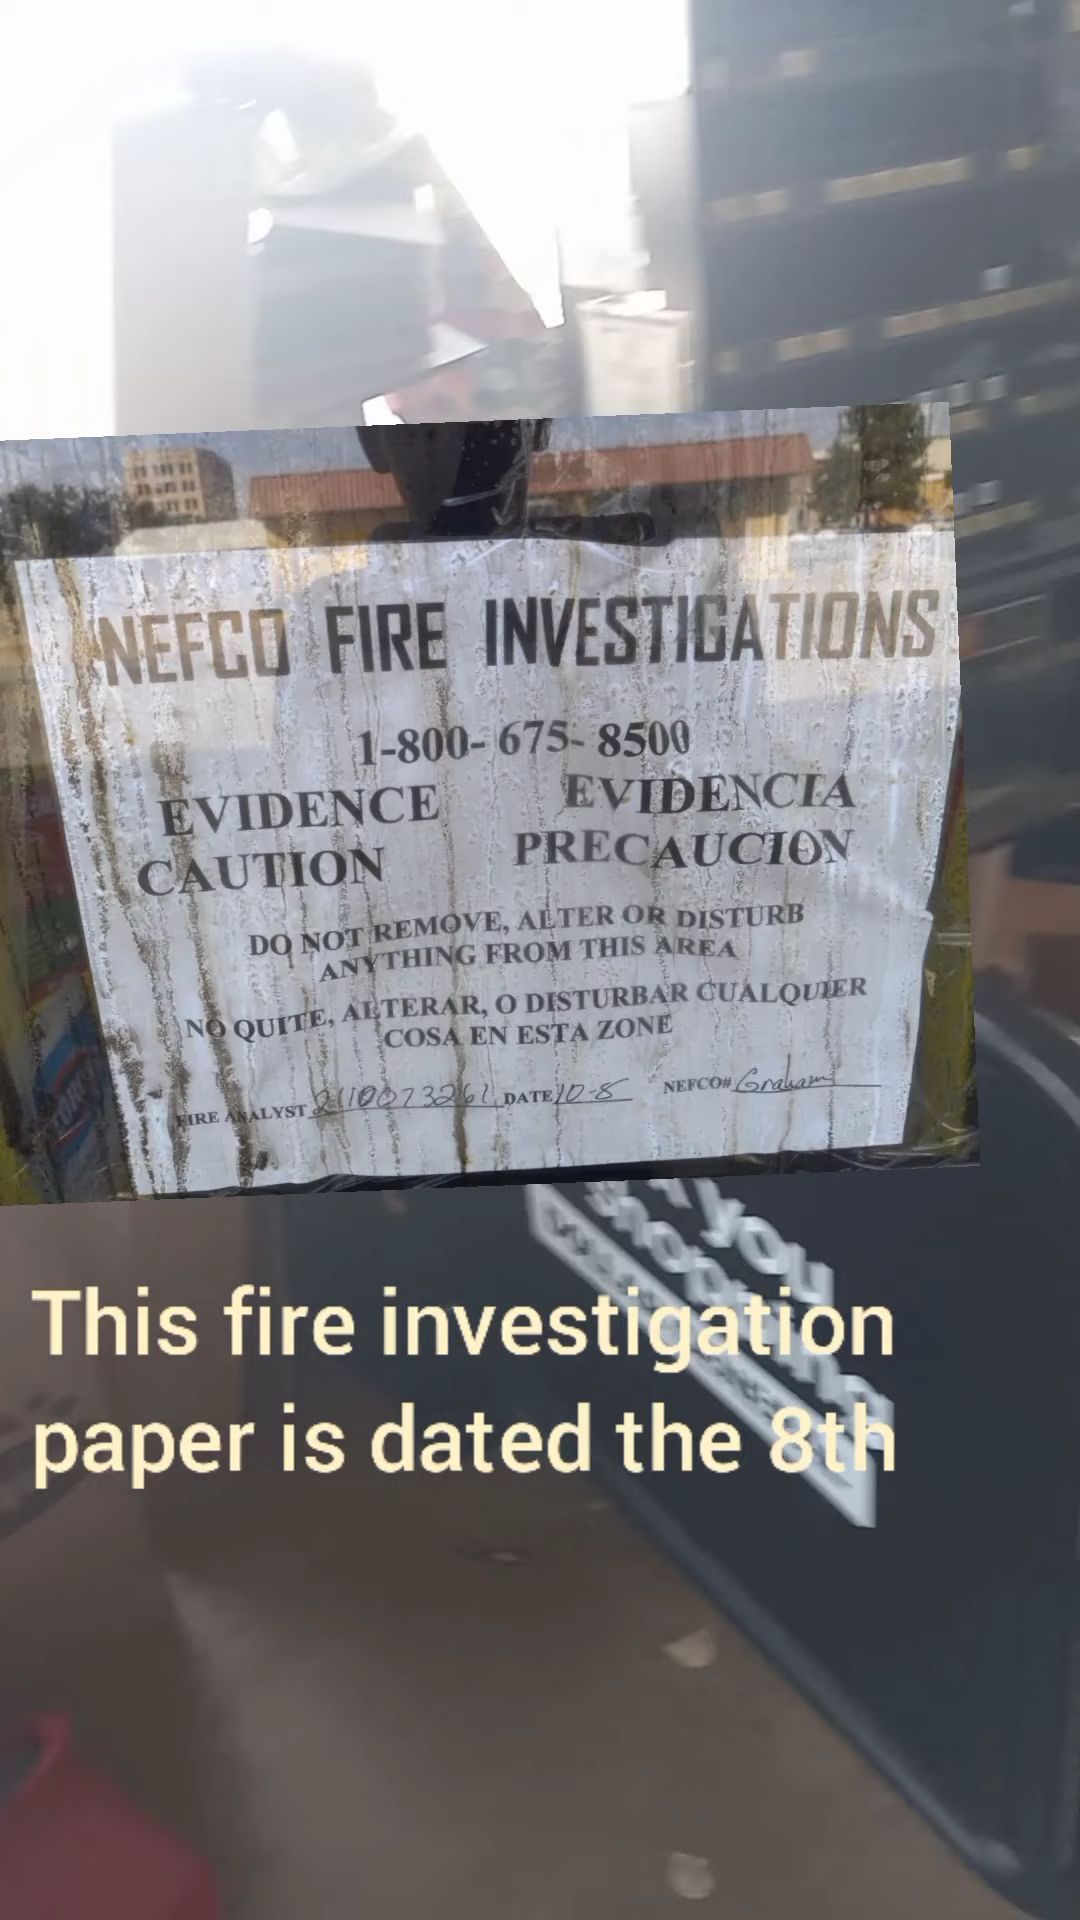 NEFCO FIRE INVESTIGATIONS
1-800-675-8500
EVIDENCE EVIDENCIA
CAUTION PRECAUCION
DO NOT REMOVE, ALTER OR DISTURB
ANYTHING FROM THIS AREA
NO QUITE, ALTERAR, O DISTURBAR CUALQUIER
COSA EN ESTA ZONE
FIRE ANALYST 2110073261 DATE 10-8 NEFCO# Graham
you
This fire investigation
paper is dated the 8th